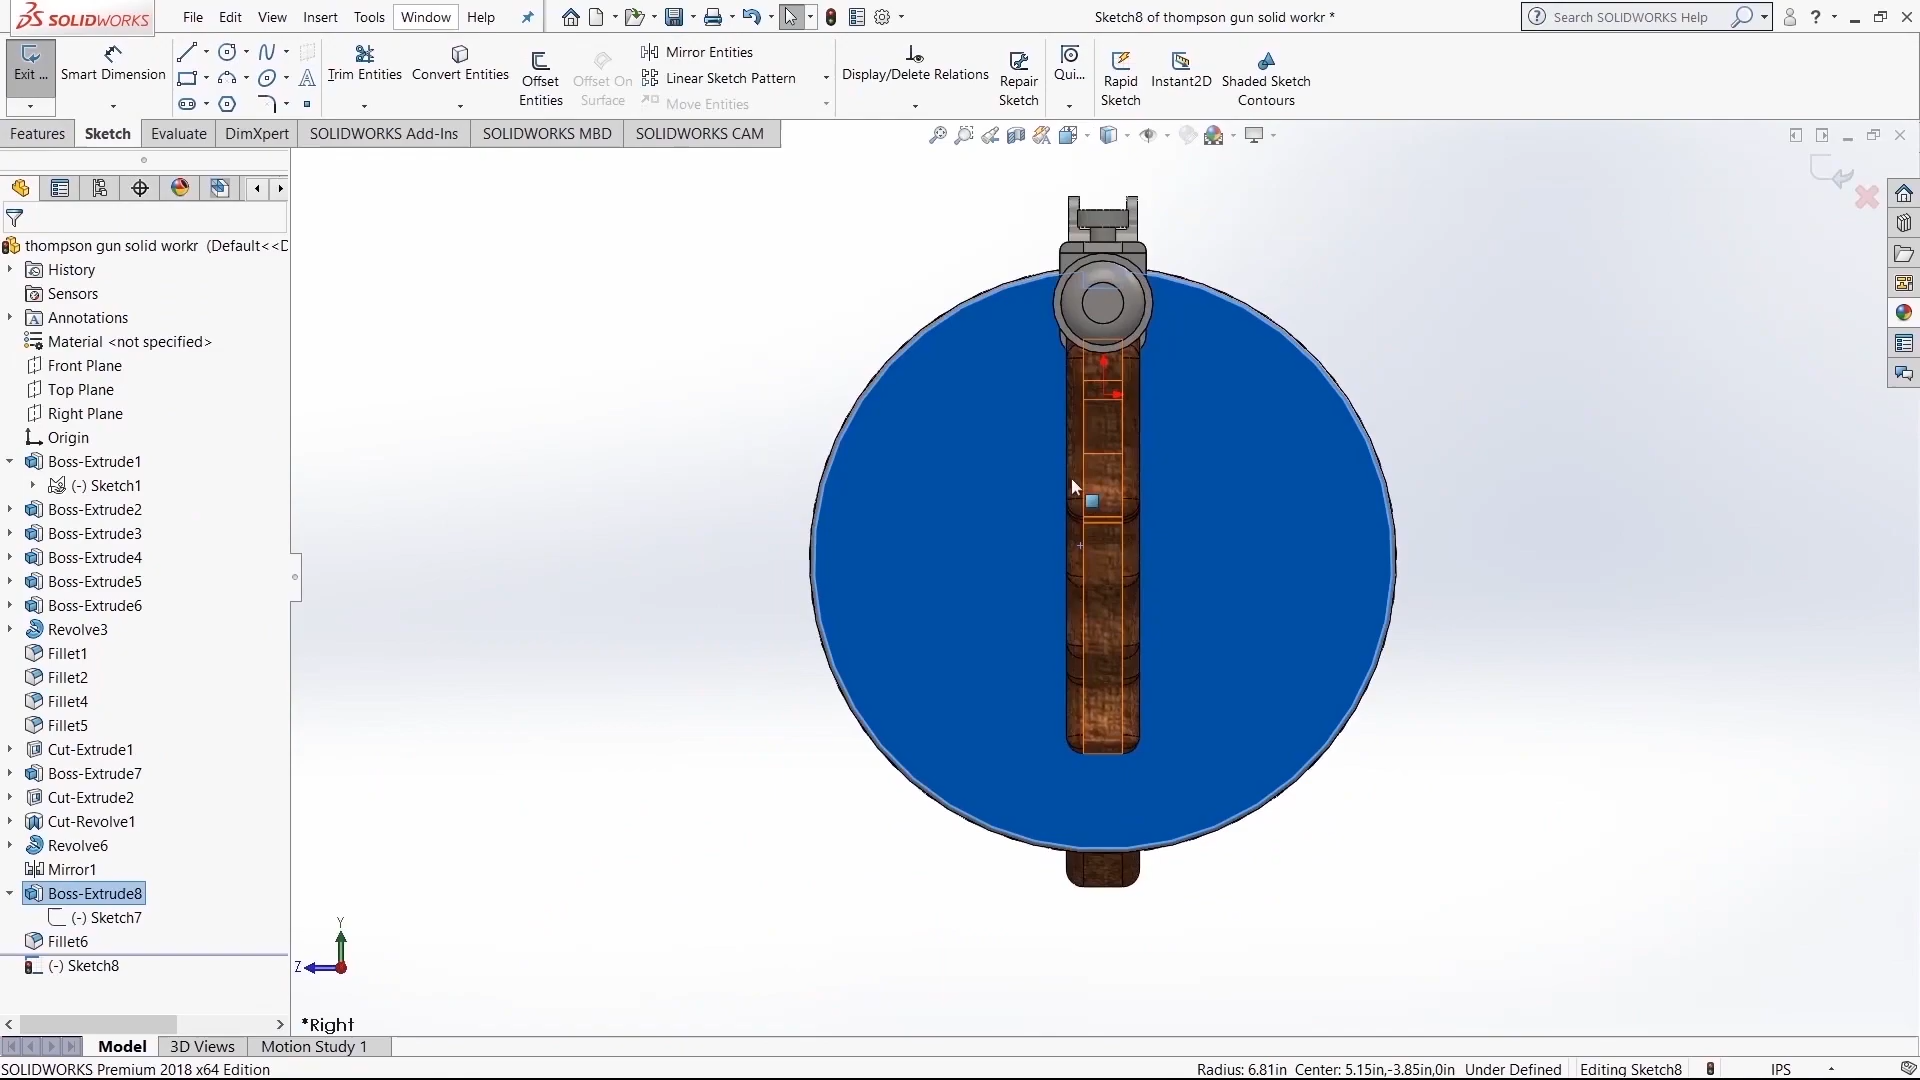 SOLIDWORKS
File Edit View Insert Tools Window Help
Sketch8 of thompson gun solid workr *
Search SOLIDWORKS Help
Exit ...
Smart Dimension
Trim Entities
Convert Entities
Offset Entities
Offset On Surface
Mirror Entities
Linear Sketch Pattern
Move Entities
Display/Delete Relations
Repair Sketch
Qui...
Rapid Sketch
Instant2D
Shaded Sketch Contours
Features Sketch Evaluate DimXpert SOLIDWORKS Add-Ins SOLIDWORKS MBD SOLIDWORKS CAM
thompson gun solid workr (Default<<D
History
Sensors
Annotations
Material <not specified>
Front Plane
Top Plane
Right Plane
Origin
Boss-Extrude1
(-) Sketch1
Boss-Extrude2
Boss-Extrude3
Boss-Extrude4
Boss-Extrude5
Boss-Extrude6
Revolve3
Fillet1
Fillet2
Fillet4
Fillet5
Cut-Extrude1
Boss-Extrude7
Cut-Extrude2
Cut-Revolve1
Revolve6
Mirror1
Boss-Extrude8
(-) Sketch7
Fillet6
(-) Sketch8
Y
Z
*Right
Model 3D Views Motion Study 1
SOLIDWORKS Premium 2018 x64 Edition
Radius: 6.81in Center: 5.15in,-3.85in,0in Under Defined Editing Sketch8 IPS